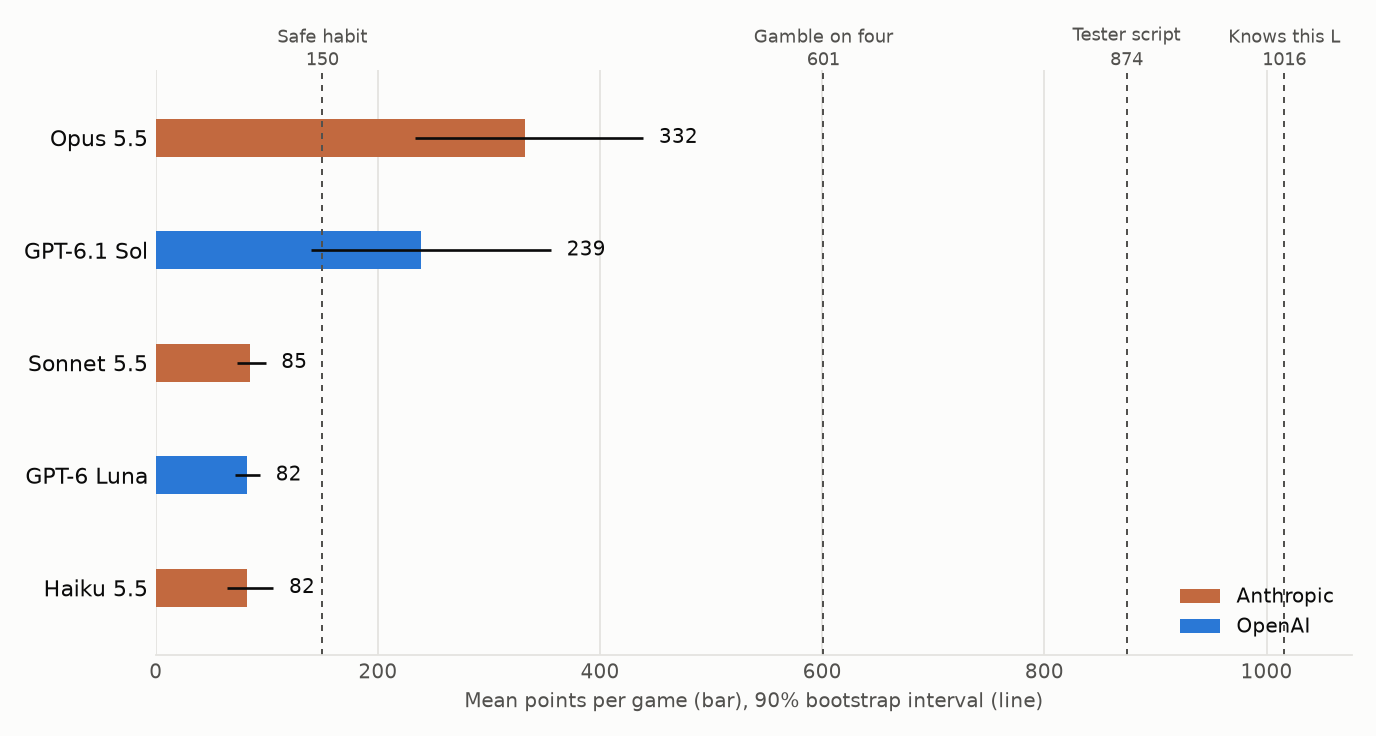 Safe habit
150
Gamble on four
601
Tester script
874
Knows this L
1016
Opus 5.5
332
GPT-6.1 Sol
239
Sonnet 5.5
85
GPT-6 Luna
82
Haiku 5.5
82
Anthropic
OpenAI
0
200
400
600
800
1000
Mean points per game (bar), 90% bootstrap interval (line)